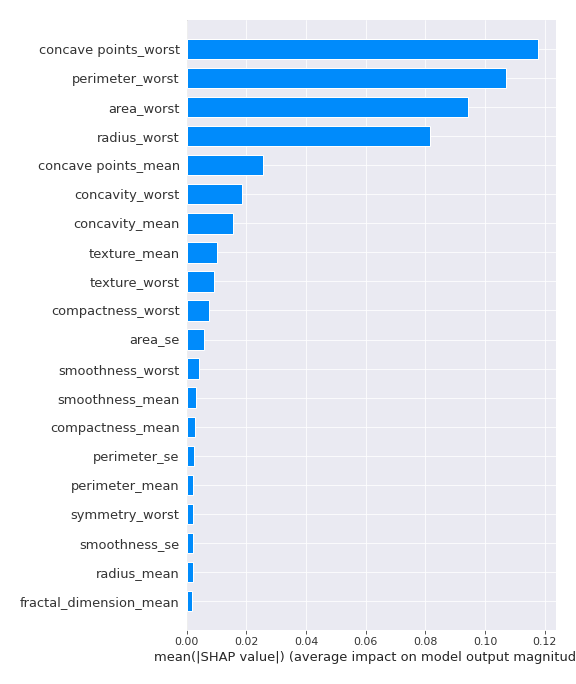 concave points_worst
perimeter_worst
area_worst
radius_worst
concave points_mean
concavity_worst
concavity_mean
texture_mean
texture_worst
compactness_worst
area_se
smoothness_worst
smoothness_mean
compactness_mean
perimeter_se
perimeter_mean
symmetry_worst
smoothness_se
radius_mean
fractal_dimension_mean
0.00 0.02 0.04 0.06 0.08 0.10 0.12
mean(|SHAP value|) (average impact on model output magnitud